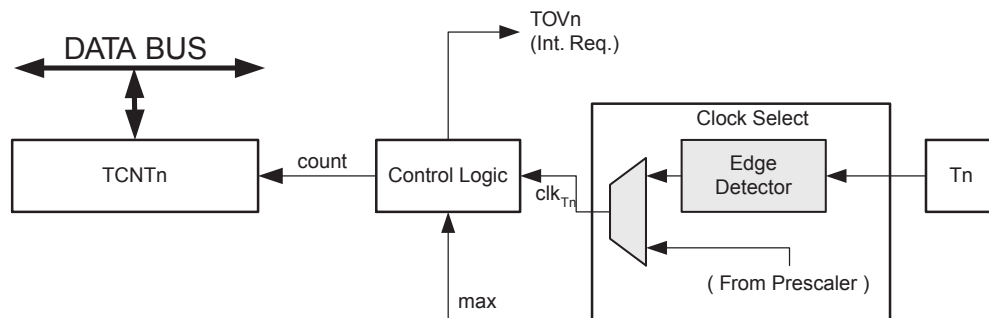 TOVn
(Int. Req.)
DATA BUS
Clock Select
TCNTn
count
Control Logic
clkTn
Edge
Detector
Tn
( From Prescaler )
max